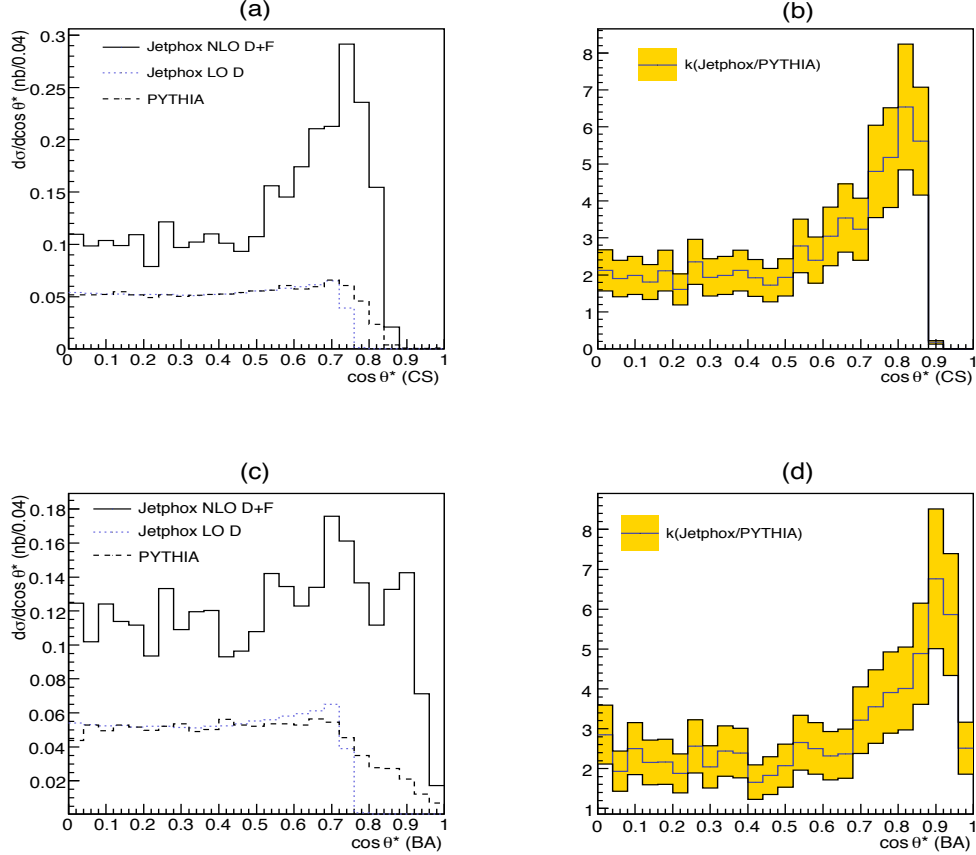 (a)
dσ/dcos θ* (nb/0.04)
0.3
0.25
0.2
0.15
0.1
0.05
0
Jetphox NLO D+F
Jetphox LO D
PYTHIA
0 0.1 0.2 0.3 0.4 0.5 0.6 0.7 0.8 0.9 1
cos θ* (CS)
(b)
8
7
6
5
4
3
2
1
0
k(Jetphox/PYTHIA)
0 0.1 0.2 0.3 0.4 0.5 0.6 0.7 0.8 0.9 1
cos θ* (CS)
(c)
dσ/dcos θ* (nb/0.04)
0.18
0.16
0.14
0.12
0.1
0.08
0.06
0.04
0.02
Jetphox NLO D+F
Jetphox LO D
PYTHIA
0 0.1 0.2 0.3 0.4 0.5 0.6 0.7 0.8 0.9 1
cos θ* (BA)
(d)
8
7
6
5
4
3
2
1
k(Jetphox/PYTHIA)
0 0.1 0.2 0.3 0.4 0.5 0.6 0.7 0.8 0.9 1
cos θ* (BA)